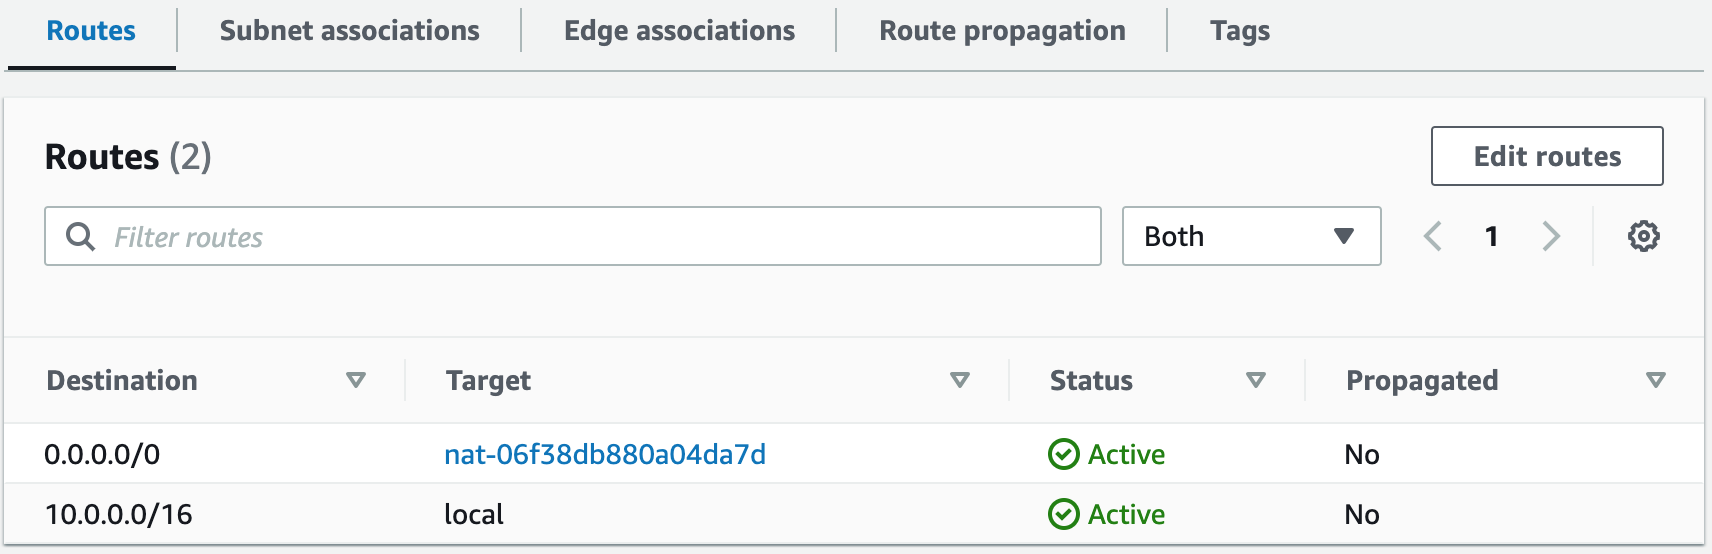 Routes Subnet associations Edge associations Route propagation Tags
Routes (2) Edit routes
Filter routes Both 1
Destination Target Status Propagated
0.0.0.0/0 nat-06f38db880a04da7d Active No
10.0.0.0/16 local Active No